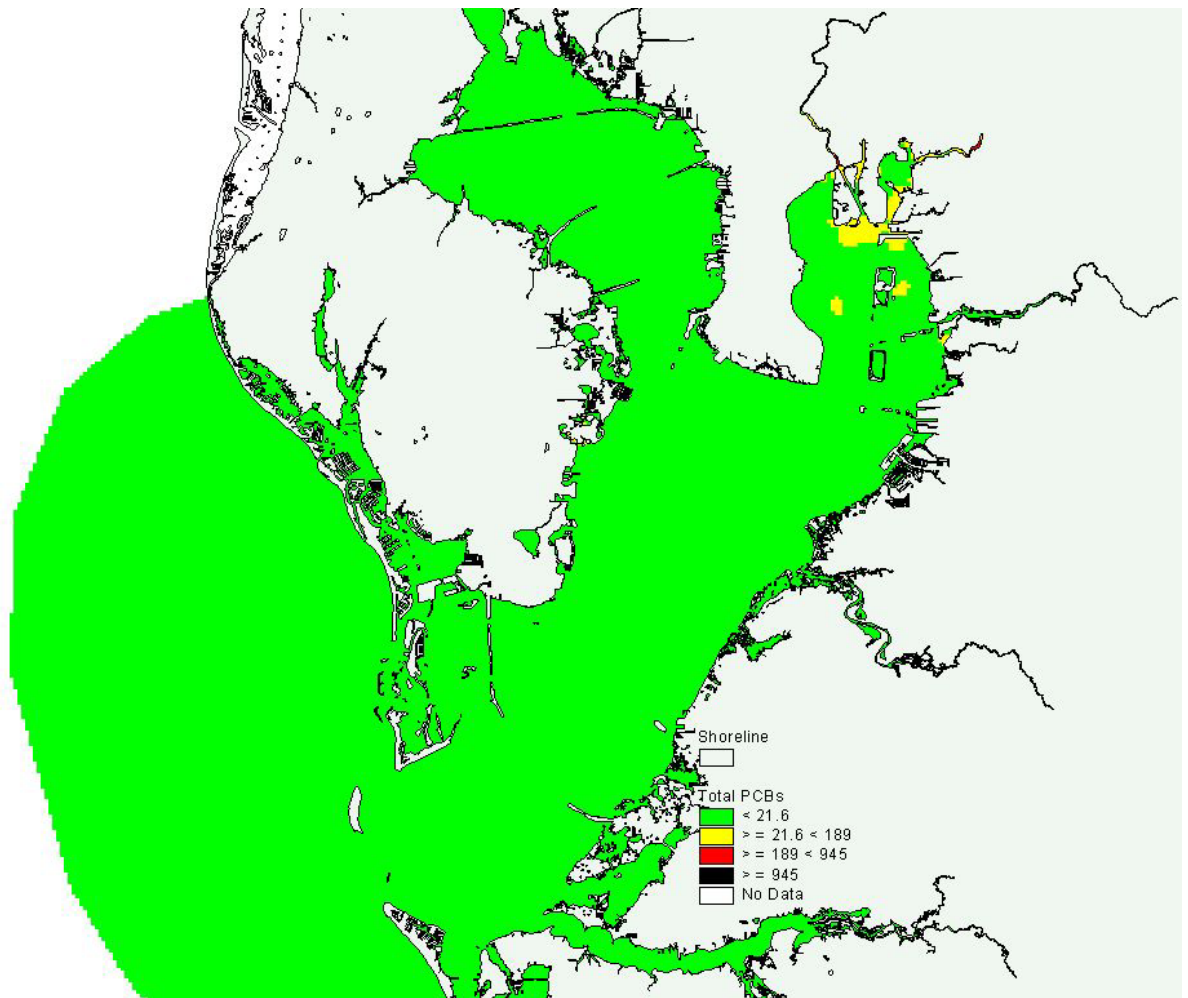 Shoreline
Total PCBs
< 21.6
> = 21.6 < 189
> = 189 < 945
> = 945
No Data